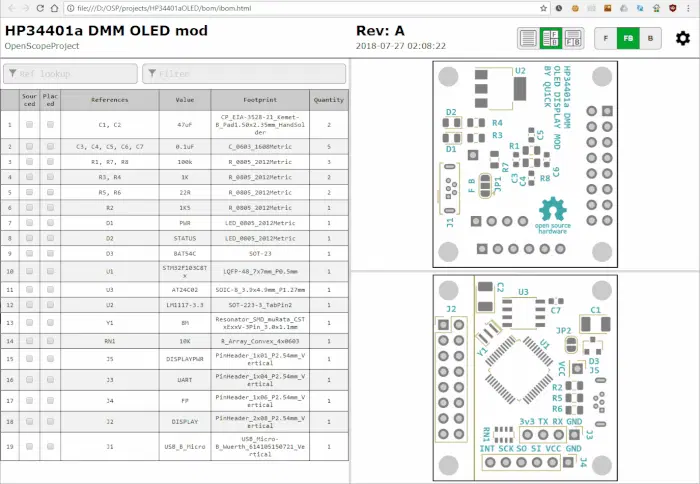 file:///D:/OSP/projects/HP34401aOLED/bom/ibom.html
HP34401a DMM OLED mod
OpenScopeProject
Rev: A
2018-07-27 02:08:22
F FB B
Ref lookup
Filter
Sourced Placed References Value Footprint Quantity
1 C1, C2 47uF CP_EIA-3528-21_Kemet-B_Pad1.50x2.35mm_HandSolder 2
2 C3, C4, C5, C6, C7 0.1uF C_0603_1608Metric 5
3 R1, R7, R8 100k R_0805_2012Metric 3
4 R3, R4 1K R_0805_2012Metric 2
5 R5, R6 22R R_0805_2012Metric 2
6 R2 1K5 R_0805_2012Metric 1
7 D1 PWR LED_0805_2012Metric 1
8 D2 STATUS LED_0805_2012Metric 1
9 D3 BAT54C SOT-23 1
10 U1 STM32F103CBTx LQFP-48_7x7mm_P0.5mm 1
11 U3 AT24C02 SOIC-8_3.9x4.9mm_P1.27mm 1
12 U2 LM1117-3.3 SOT-223-3_TabPin2 1
13 Y1 8M Resonator_SMD_muRata_CSTxExxV-3Pin_3.0x1.1mm 1
14 RN1 10K R_Array_Convex_4x0603 1
15 J5 DISPLAYPWR PinHeader_1x01_P2.54mm_Vertical 1
16 J3 UART PinHeader_1x04_P2.54mm_Vertical 1
17 J4 FP PinHeader_1x06_P2.54mm_Vertical 1
18 J2 DISPLAY PinHeader_2x08_P2.54mm_Vertical 1
19 J1 USB_B_Micro USB_Micro-B_Wuerth_614105150721_Vertical 1
U2
HP34401a DMM
OLED DISPLAY MOD
BY QUICK
D2
R4
R3
D1
C5
R1
R7
C3
C4
R8
C6
F B
JP1
J1
open source
hardware
C2
U3
C7
C1
J2
JP2
Y1
U1
D3
VCC
J5
R2
R5
R6
RN1
3v3 TX RX GND
J3
INT SCK SO SI VCC GND
J4